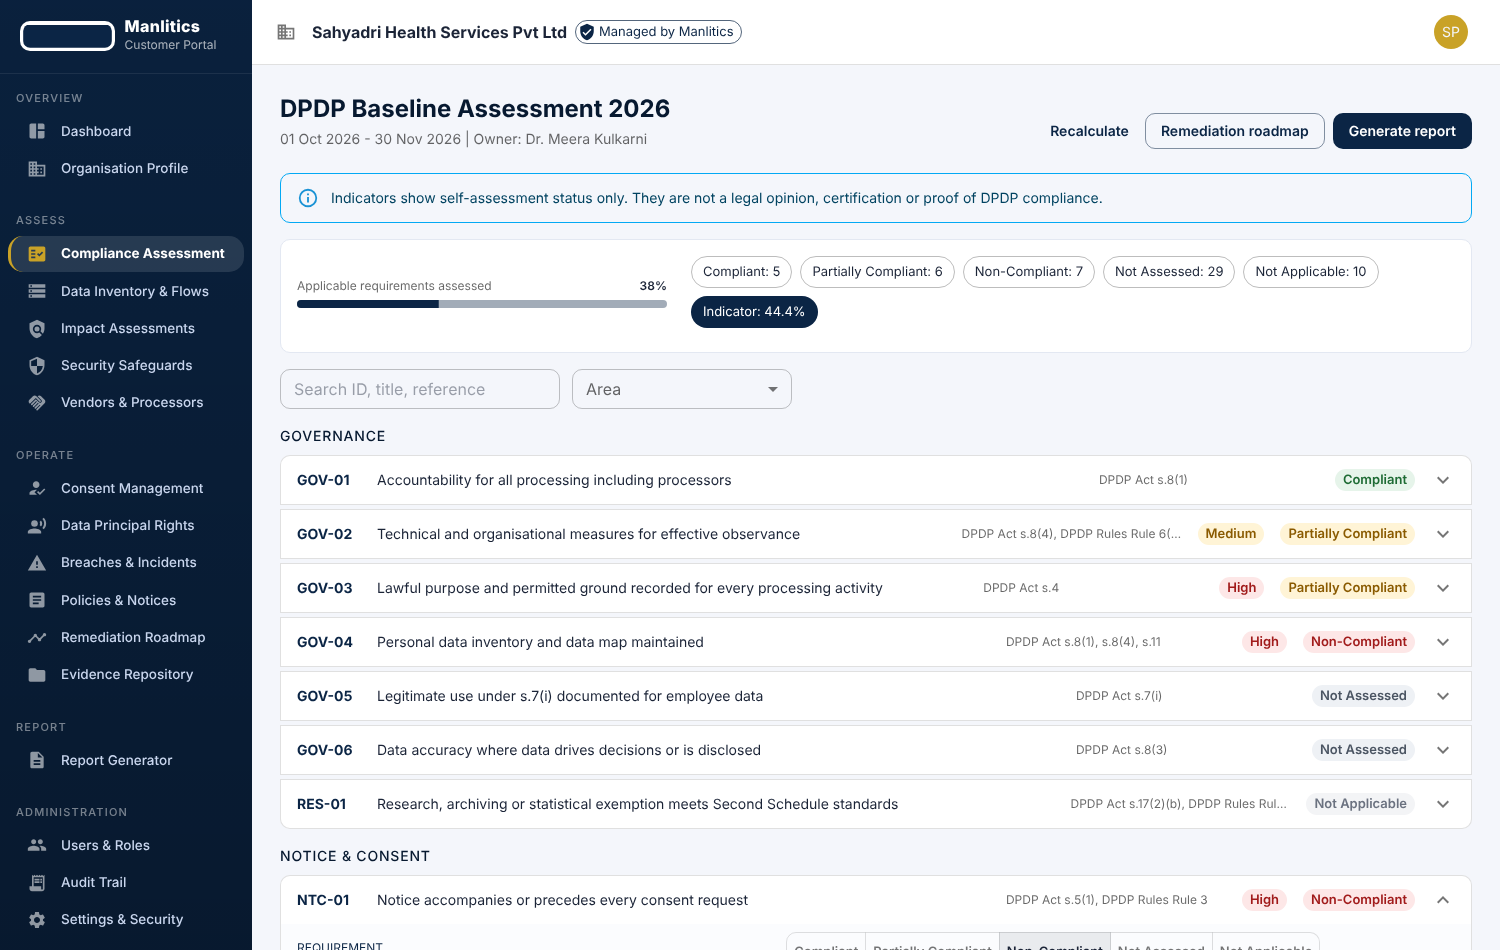 Manlitics
Customer Portal
OVERVIEW
Dashboard
Organisation Profile
ASSESS
Compliance Assessment
Data Inventory & Flows
Impact Assessments
Security Safeguards
Vendors & Processors
OPERATE
Consent Management
Data Principal Rights
Breaches & Incidents
Policies & Notices
Remediation Roadmap
Evidence Repository
REPORT
Report Generator
ADMINISTRATION
Users & Roles
Audit Trail
Settings & Security
Sahyadri Health Services Pvt Ltd Managed by Manlitics SP
DPDP Baseline Assessment 2026
01 Oct 2026 - 30 Nov 2026 | Owner: Dr. Meera Kulkarni
Recalculate Remediation roadmap Generate report
Indicators show self-assessment status only. They are not a legal opinion, certification or proof of DPDP compliance.
Applicable requirements assessed 38%
Compliant: 5 Partially Compliant: 6 Non-Compliant: 7 Not Assessed: 29 Not Applicable: 10
Indicator: 44.4%
Search ID, title, reference Area
GOVERNANCE
GOV-01 Accountability for all processing including processors DPDP Act s.8(1) Compliant
GOV-02 Technical and organisational measures for effective observance DPDP Act s.8(4), DPDP Rules Rule 6(... Medium Partially Compliant
GOV-03 Lawful purpose and permitted ground recorded for every processing activity DPDP Act s.4 High Partially Compliant
GOV-04 Personal data inventory and data map maintained DPDP Act s.8(1), s.8(4), s.11 High Non-Compliant
GOV-05 Legitimate use under s.7(i) documented for employee data DPDP Act s.7(i) Not Assessed
GOV-06 Data accuracy where data drives decisions or is disclosed DPDP Act s.8(3) Not Assessed
RES-01 Research, archiving or statistical exemption meets Second Schedule standards DPDP Act s.17(2)(b), DPDP Rules Rul... Not Applicable
NOTICE & CONSENT
NTC-01 Notice accompanies or precedes every consent request DPDP Act s.5(1), DPDP Rules Rule 3 High Non-Compliant
REQUIREMENT Compliant Partially Compliant Non-Compliant Not Assessed Not Applicable